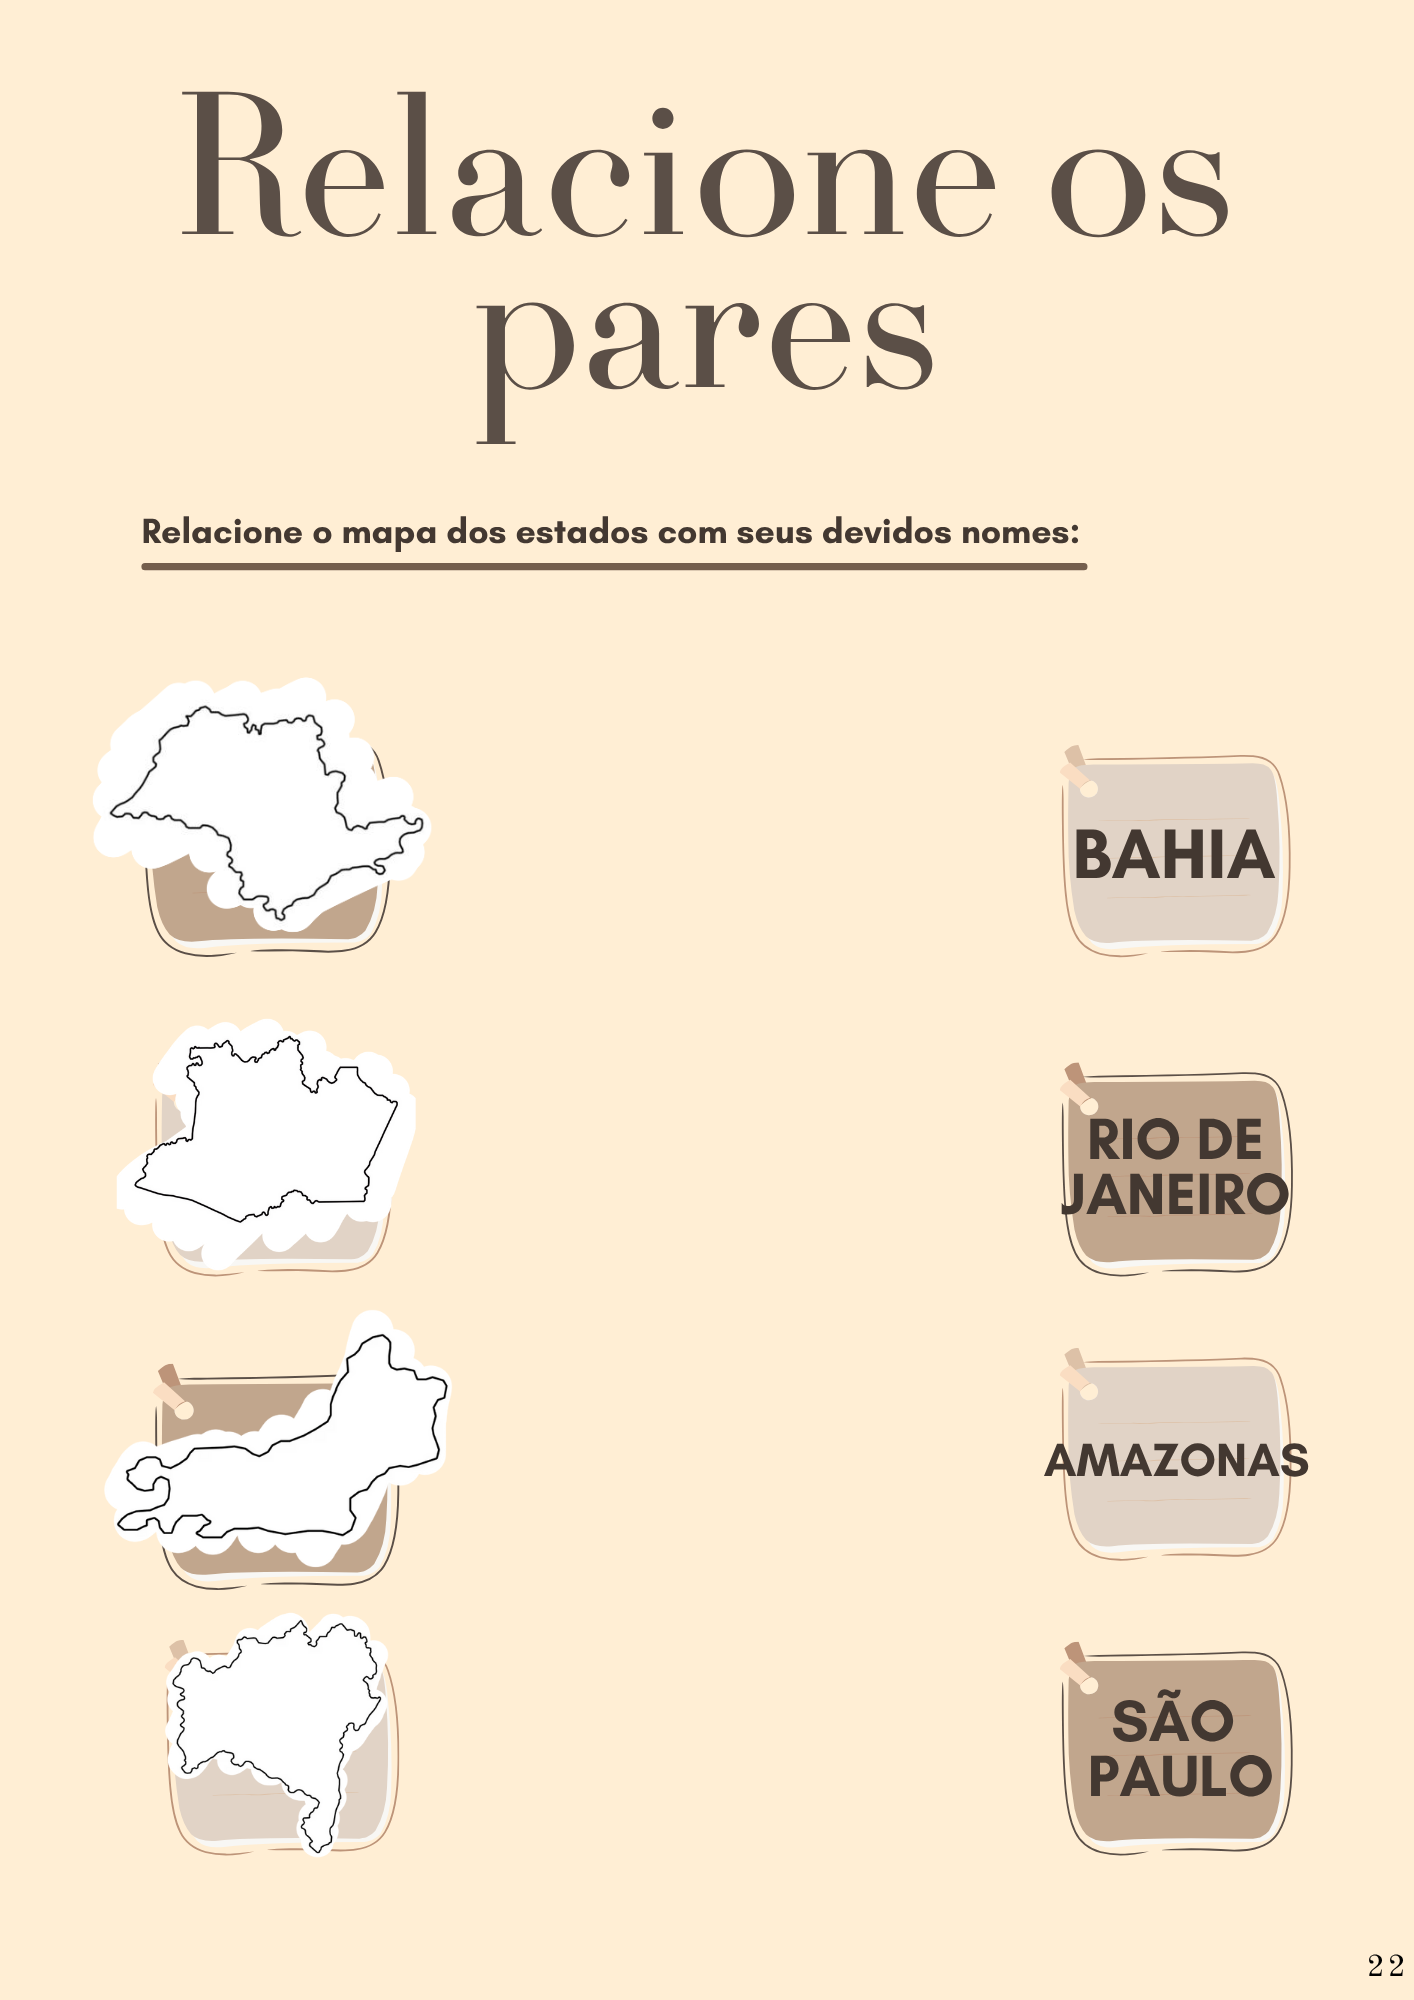 Relacione os
pares
Relacione o mapa dos estados com seus devidos nomes:
BAHIA
RIO DE
JANEIRO
AMAZONAS
SÃO
PAULO
22